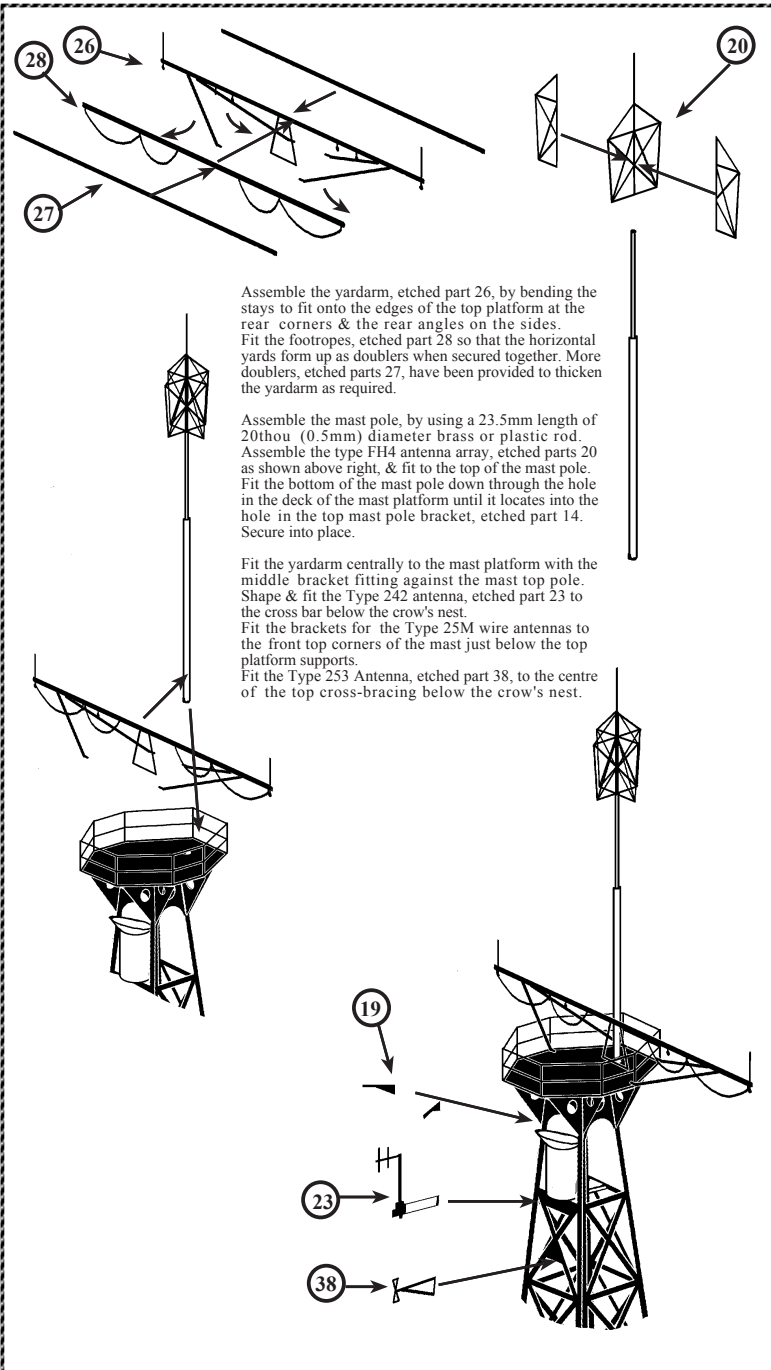 26
28
20
27
Assemble the yardarm, etched part 26, by bending the
stays to fit onto the edges of the top platform at the
rear corners & the rear angles on the sides.
Fit the footropes, etched part 28 so that the horizontal
yards form up as doublers when secured together. More
doublers, etched parts 27, have been provided to thicken
the yardarm as required.
Assemble the mast pole, by using a 23.5mm length of
20thou (0.5mm) diameter brass or plastic rod.
Assemble the type FH4 antenna array, etched parts 20
as shown above right, & fit to the top of the mast pole.
Fit the bottom of the mast pole down through the hole
in the deck of the mast platform until it locates into the
hole in the top mast pole bracket, etched part 14.
Secure into place.
Fit the yardarm centrally to the mast platform with the
middle bracket fitting against the mast top pole.
Shape & fit the Type 242 antenna, etched part 23 to
the cross bar below the crow's nest.
Fit the brackets for the Type 25M wire antennas to
the front top corners of the mast just below the top
platform supports.
Fit the Type 253 Antenna, etched part 38, to the centre
of the top cross-bracing below the crow's nest.
19
23
38